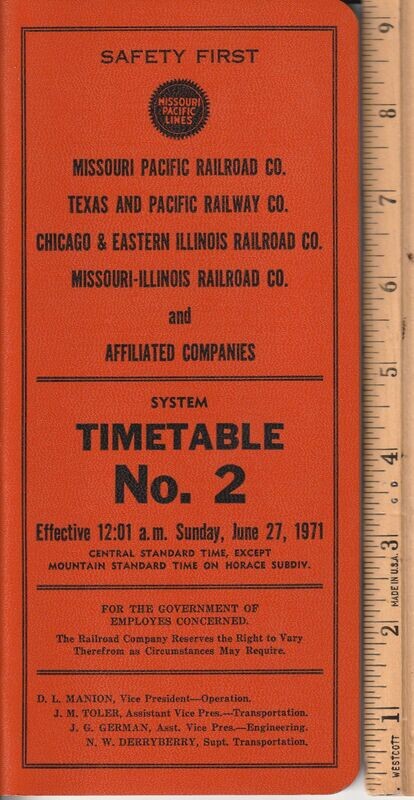 SAFETY FIRST
MISSOURI
PACIFIC
LINES
MISSOURI PACIFIC RAILROAD CO.
TEXAS AND PACIFIC RAILWAY CO.
CHICAGO & EASTERN ILLINOIS RAILROAD CO.
MISSOURI-ILLINOIS RAILROAD CO.
and
AFFILIATED COMPANIES
SYSTEM
TIMETABLE
No. 2
Effective 12:01 a.m. Sunday, June 27, 1971
CENTRAL STANDARD TIME, EXCEPT
MOUNTAIN STANDARD TIME ON HORACE SUBDIV.
FOR THE GOVERNMENT OF
EMPLOYES CONCERNED.
The Railroad Company Reserves the Right to Vary
Therefrom as Circumstances May Require.
D. L. MANION, Vice President—Operation.
J. M. TOLER, Assistant Vice Pres.—Transportation.
J. G. GERMAN, Asst. Vice Pres.—Engineering.
N. W. DERRYBERRY, Supt. Transportation.
WESTCOTT
1
2
MADE IN U.S.A.
3
G D
4
5
6
7
8
9